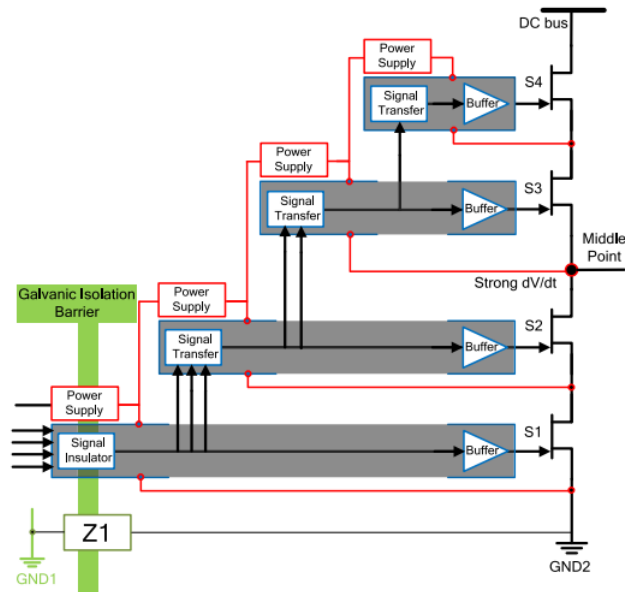 DC bus
Power
Supply
S4
Signal
Transfer
Buffer
Power
Supply
S3
Signal
Transfer
Buffer
Middle
Point
Strong dV/dt
Galvanic Isolation
Barrier
Power
Supply
S2
Signal
Transfer
Buffer
Power
Supply
S1
Signal
Insulator
Buffer
Z1
GND1
GND2